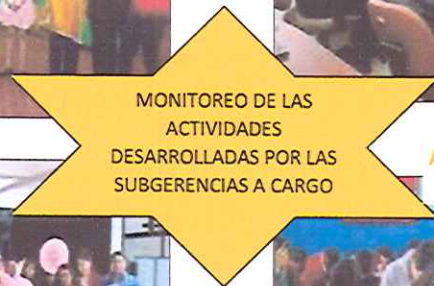 MONITOREO DE LAS
ACTIVIDADES
DESARROLLADAS POR LAS
SUBGERENCIAS A CARGO